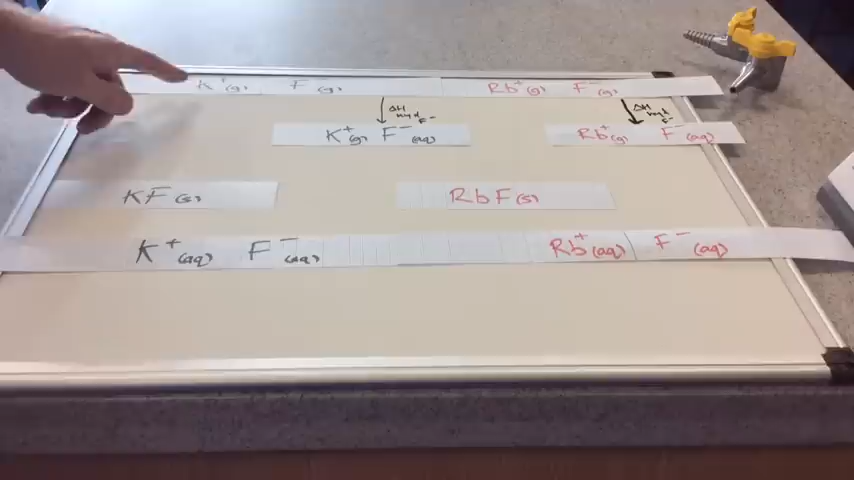 K⁺(g) F⁻(g) Rb⁺(g) F⁻(g)
ΔH hyd F⁻ ΔH hyd F⁻
K⁺(g) F⁻(aq) Rb⁺(g) F⁻(aq)
KF(s) RbF(s)
K⁺(aq) F⁻(aq) Rb⁺(aq) F⁻(aq)